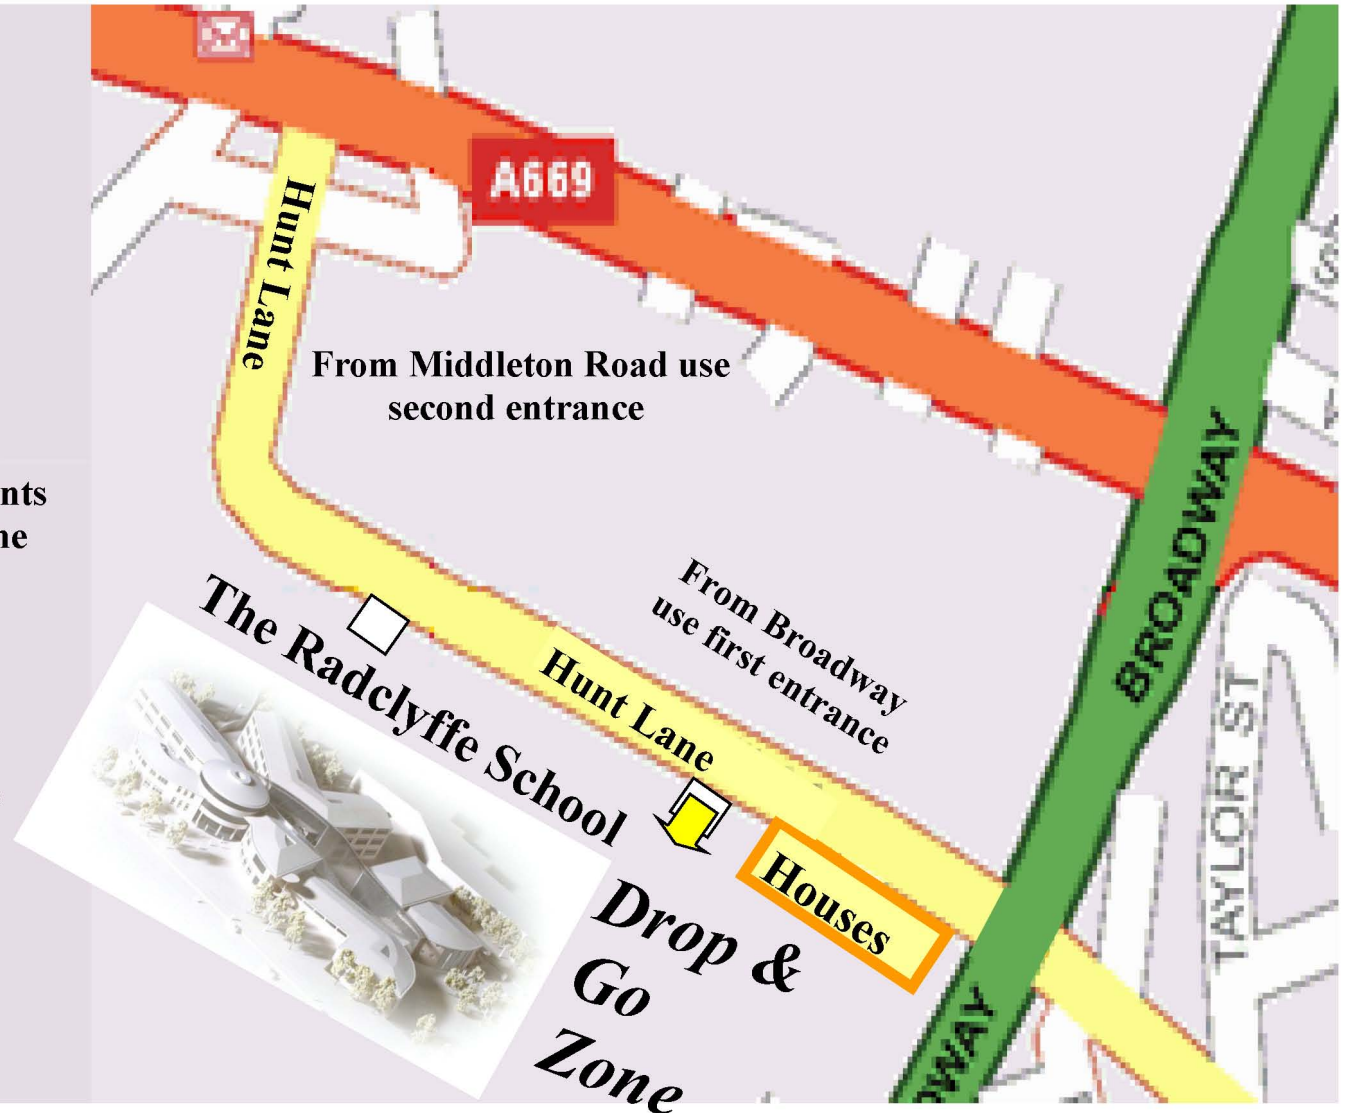 A669
Hunt Lane
From Middleton Road use
second entrance
nts
ne
From Broadway
use first entrance
BROADWAY
The Radclyffe School
Hunt Lane
TAYLOR ST
Houses
Drop &
Go
Zone
DWAY